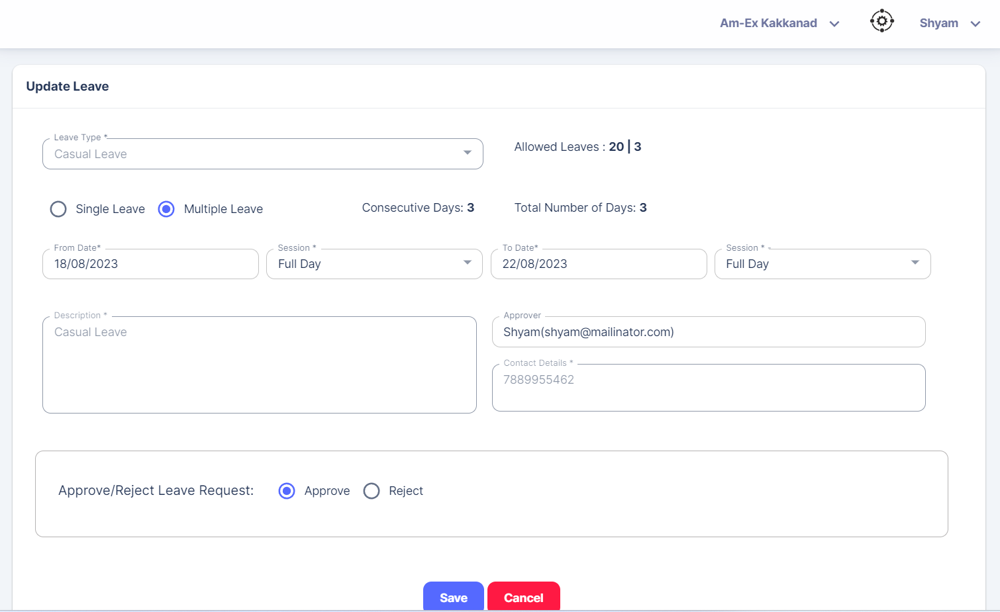 Am-Ex Kakkanad
Shyam
Update Leave
Leave Type *
Casual Leave
Allowed Leaves : 20 | 3
Single Leave
Multiple Leave
Consecutive Days: 3
Total Number of Days: 3
From Date*
18/08/2023
Session *
Full Day
To Date*
22/08/2023
Session *
Full Day
Description *
Casual Leave
Approver
Shyam(shyam@mailinator.com)
Contact Details *
7889955462
Approve/Reject Leave Request:
Approve
Reject
Save
Cancel